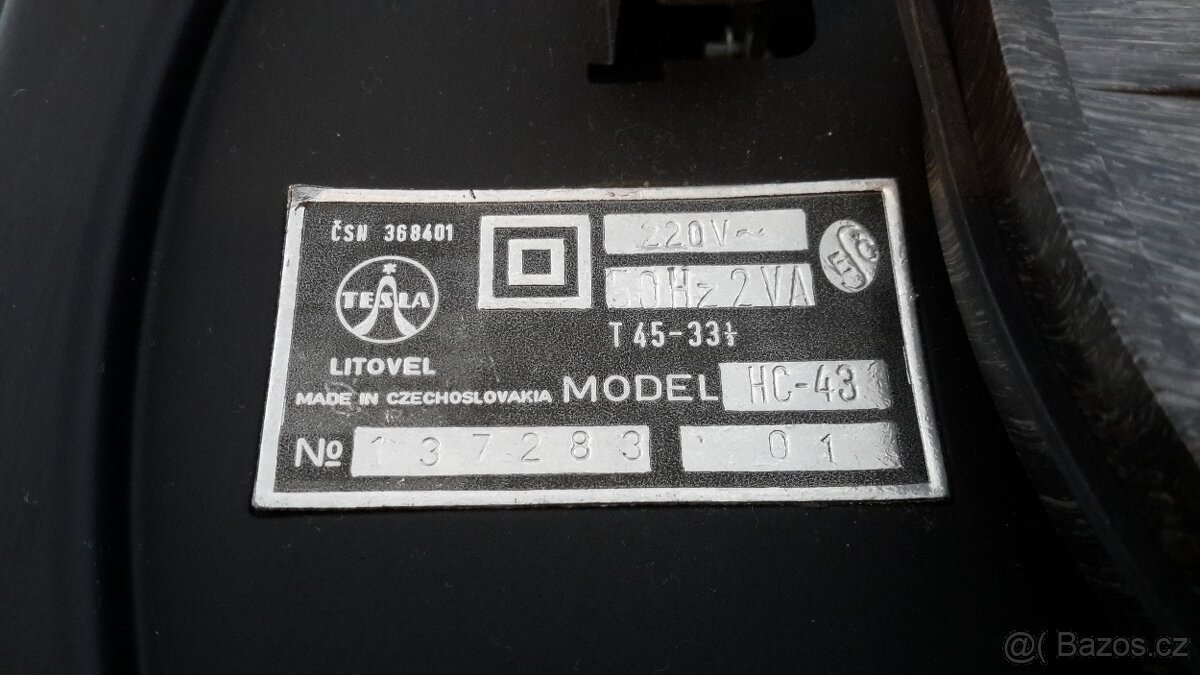 ČSN 368401
TESLA
LITOVEL
MADE IN CZECHOSLOVAKIA
220V~
50Hz 2VA
T 45-33⅓
MODEL HC-43
№ 137283 01
@( Bazos.cz